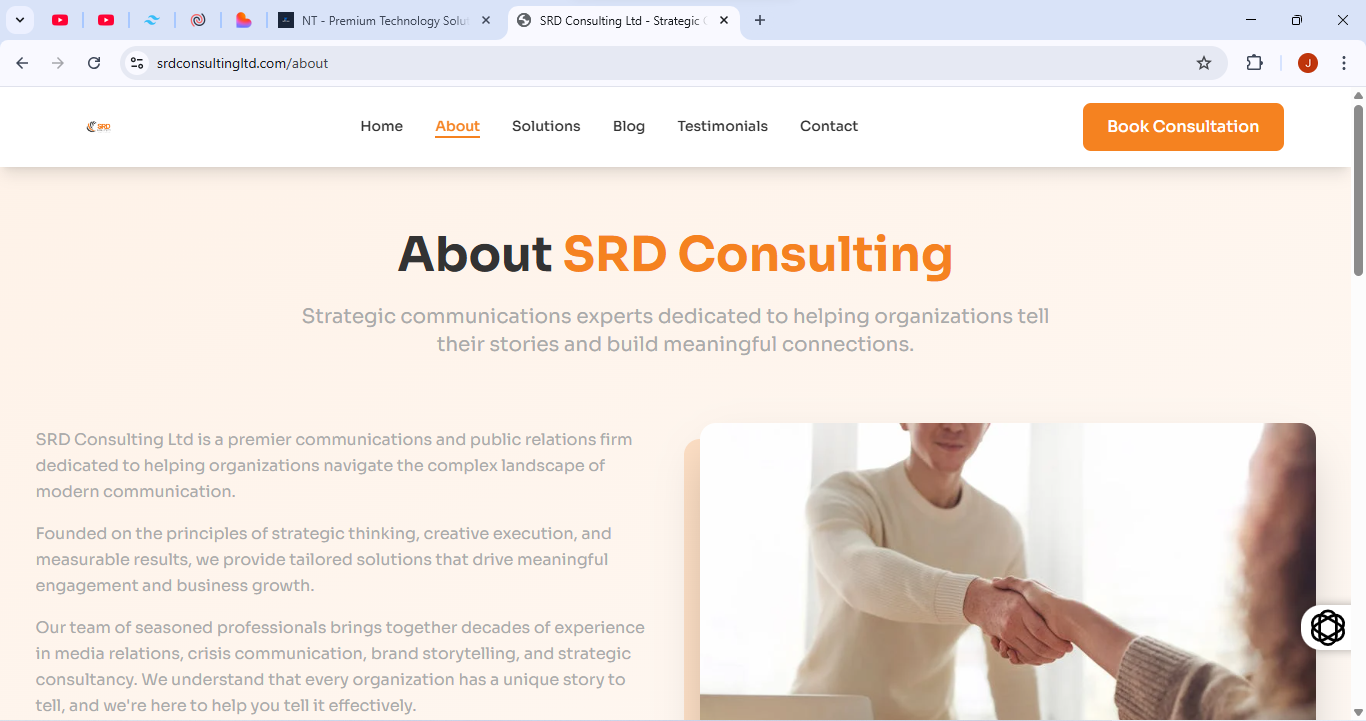 NT - Premium Technology Solut
SRD Consulting Ltd - Strategic
srdconsultingltd.com/about
J
SRD
Home
About
Solutions
Blog
Testimonials
Contact
Book Consultation
About SRD Consulting
Strategic communications experts dedicated to helping organizations tell
their stories and build meaningful connections.
SRD Consulting Ltd is a premier communications and public relations firm
dedicated to helping organizations navigate the complex landscape of
modern communication.
Founded on the principles of strategic thinking, creative execution, and
measurable results, we provide tailored solutions that drive meaningful
engagement and business growth.
Our team of seasoned professionals brings together decades of experience
in media relations, crisis communication, brand storytelling, and strategic
consultancy. We understand that every organization has a unique story to
tell, and we're here to help you tell it effectively.